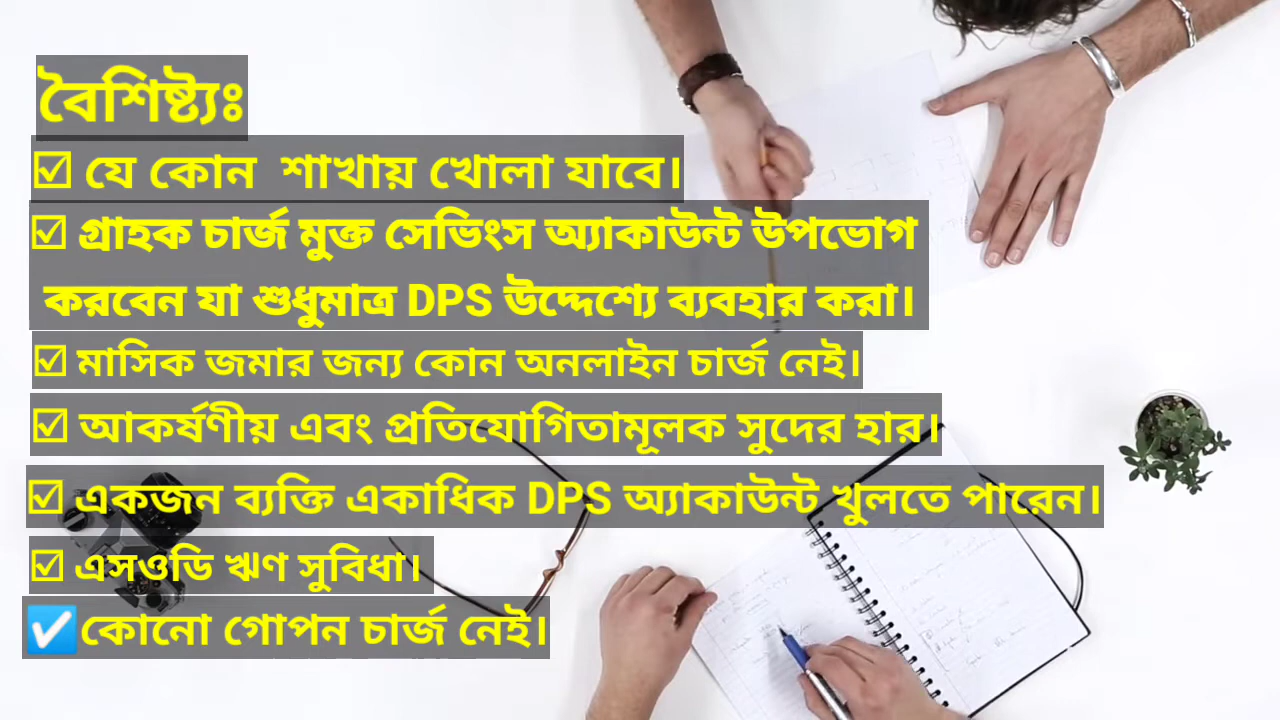 বৈশিষ্ট্যঃ
☑ যে কোন শাখায় খোলা যাবে।
☑ গ্রাহক চার্জ মুক্ত সেভিংস অ্যাকাউন্ট উপভোগ
করবেন যা শুধুমাত্র DPS উদ্দেশ্যে ব্যবহার করা।
☑ মাসিক জমার জন্য কোন অনলাইন চার্জ নেই।
☑ আকর্ষণীয় এবং প্রতিযোগিতামূলক সুদের হার।
☑ একজন ব্যক্তি একাধিক DPS অ্যাকাউন্ট খুলতে পারেন।
☑ এসওডি ঋণ সুবিধা।
☑ কোনো গোপন চার্জ নেই।